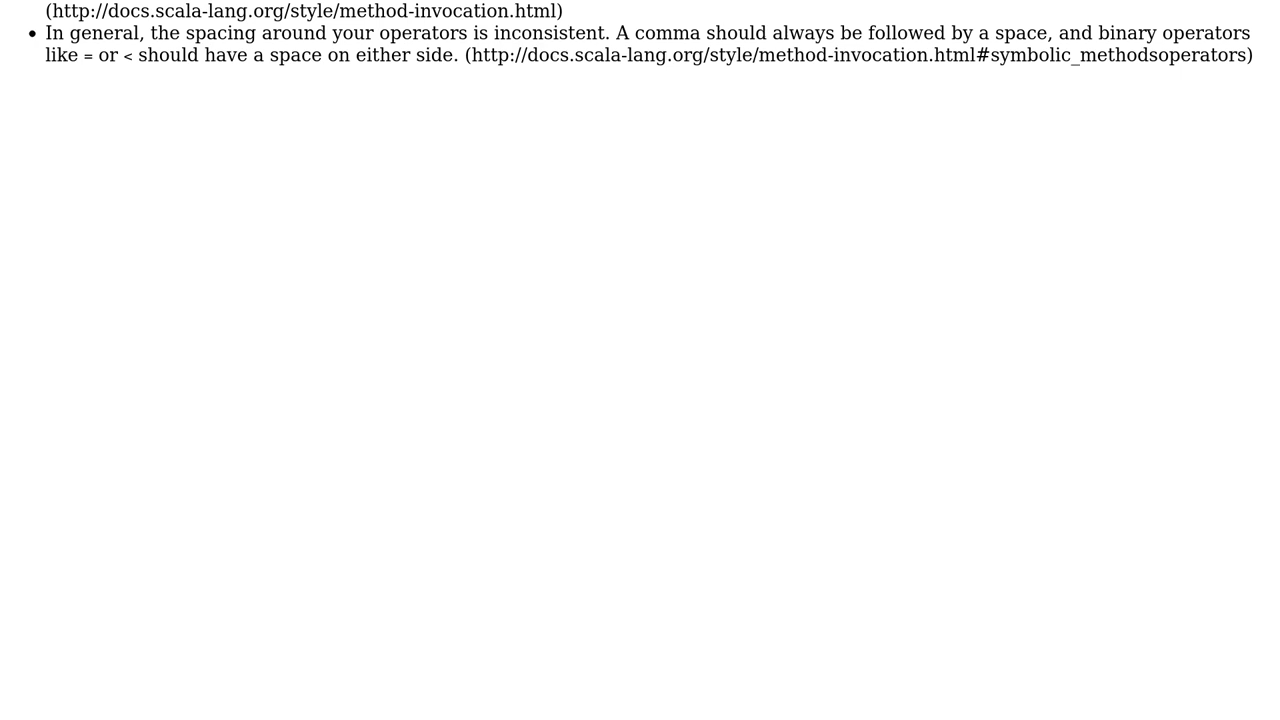 (http://docs.scala-lang.org/style/method-invocation.html)
• In general, the spacing around your operators is inconsistent. A comma should always be followed by a space, and binary operators
like = or < should have a space on either side. (http://docs.scala-lang.org/style/method-invocation.html#symbolic_methodsoperators)